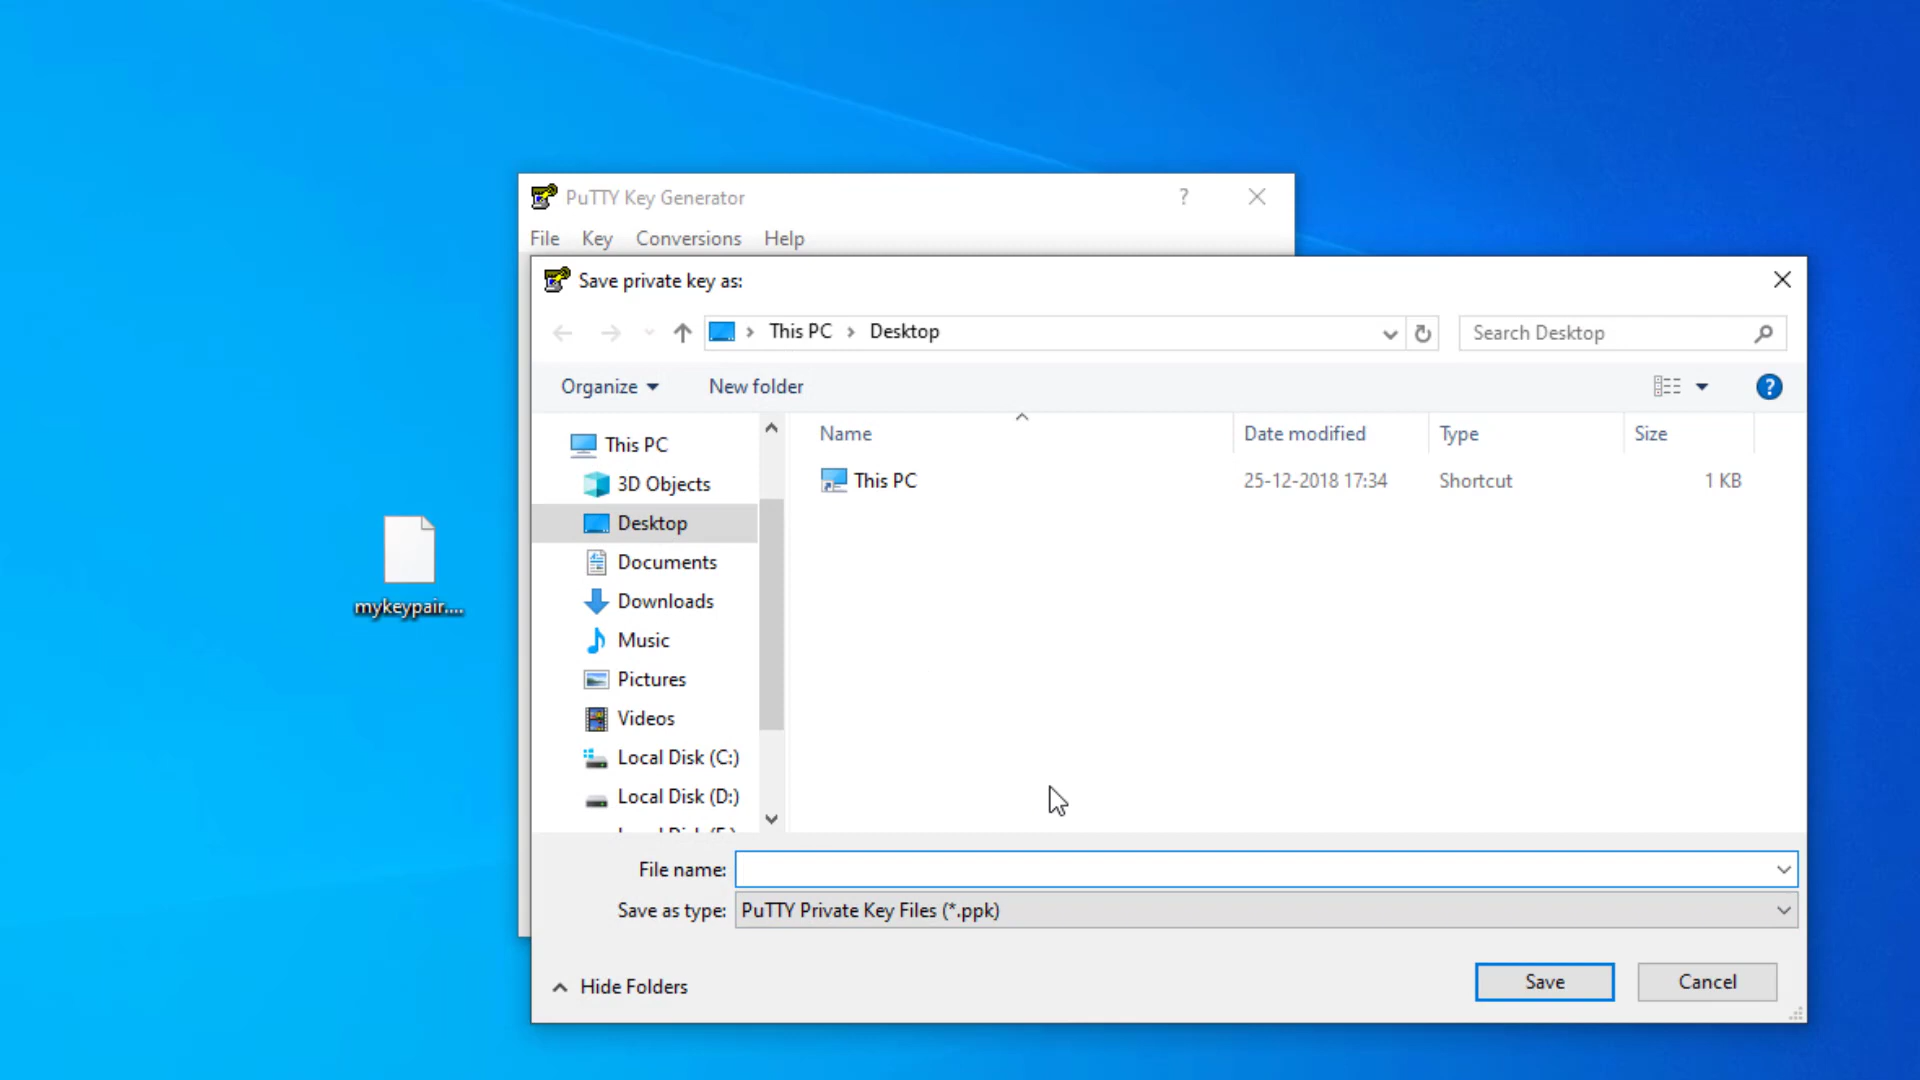 PuTTY Key Generator
?
File Key Conversions Help
Save private key as:
This PC > Desktop
Search Desktop
Organize
New folder
?
This PC
3D Objects
Desktop
Documents
Downloads
Music
Pictures
Videos
Local Disk (C:)
Local Disk (D:)
Name Date modified Type Size
This PC 25-12-2018 17:34 Shortcut 1 KB
mykeypair....
File name:
Save as type: PuTTY Private Key Files (*.ppk)
Hide Folders
Save
Cancel